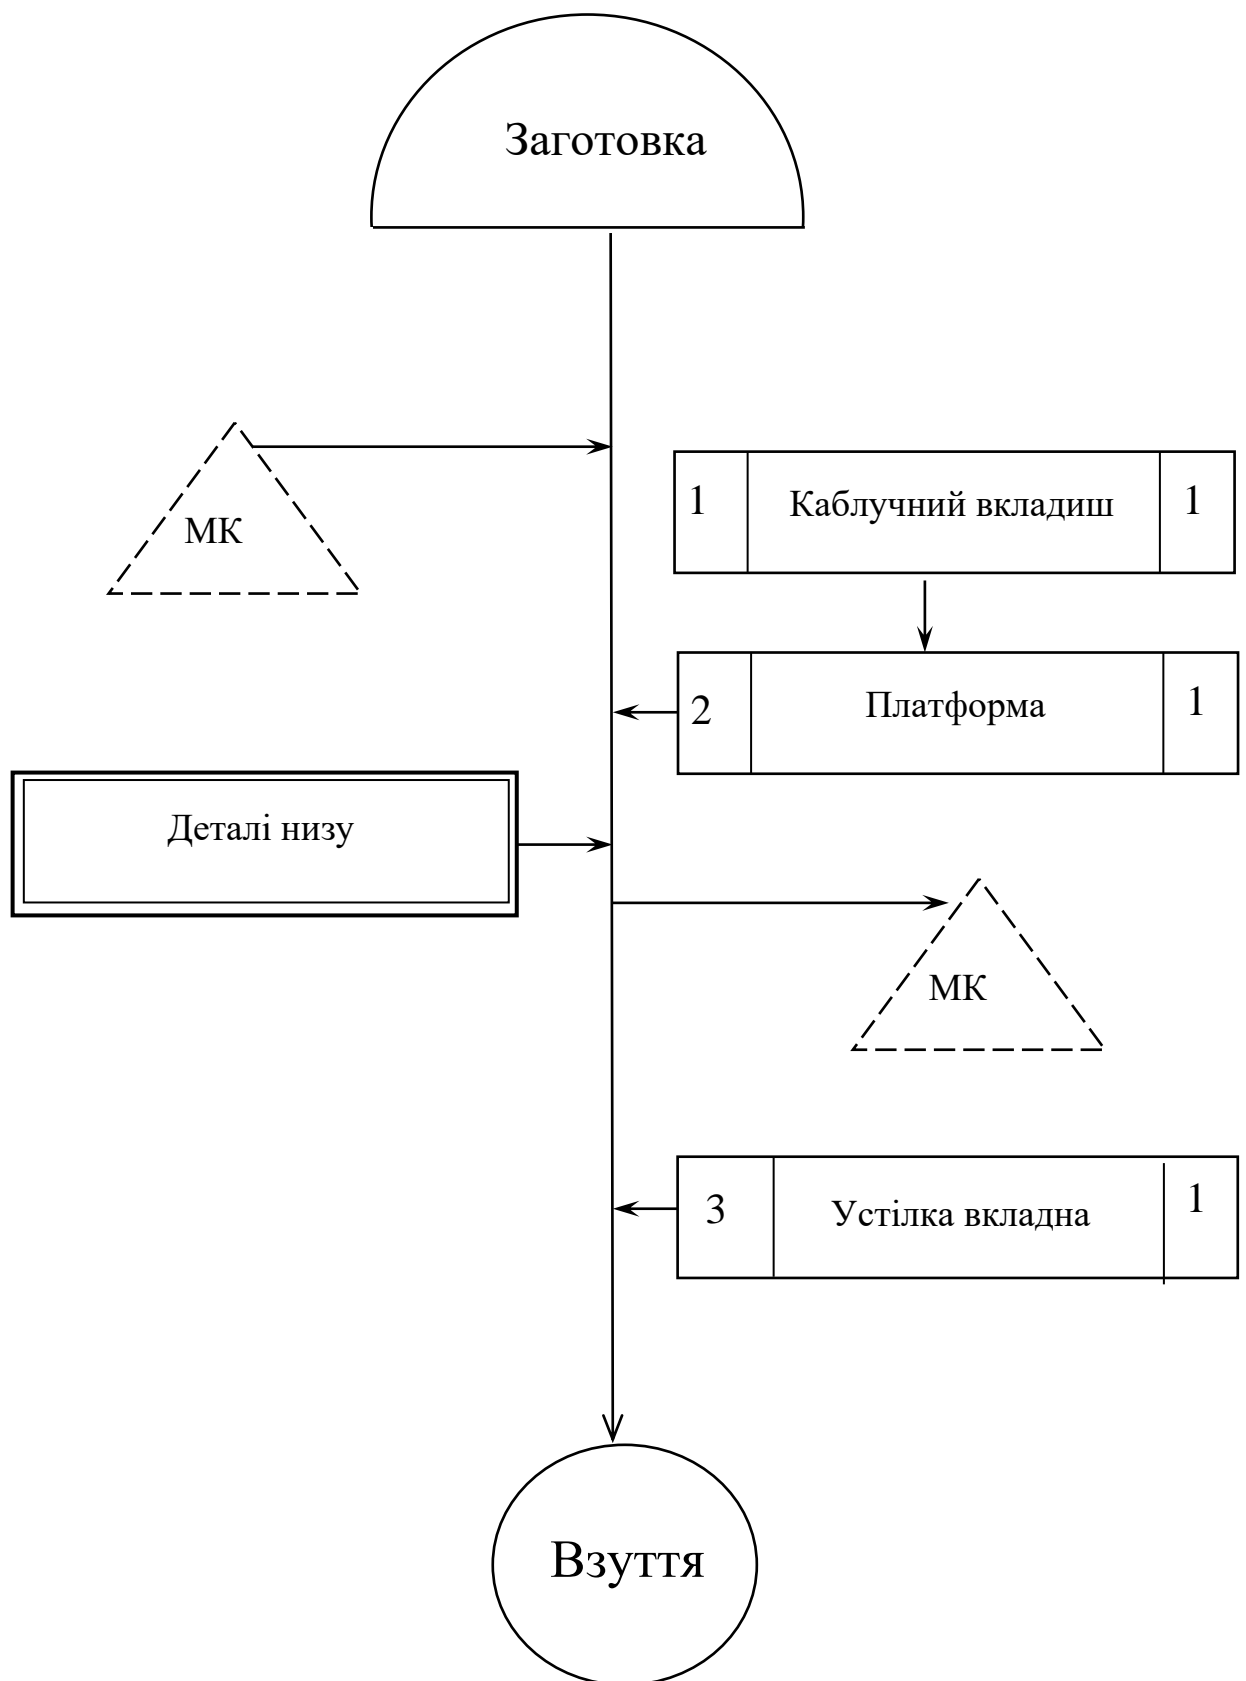 Заготовка
МК
1 Каблучний вкладиш 1
2 Платформа 1
Деталі низу
МК
3 Устілка вкладна 1
Взуття